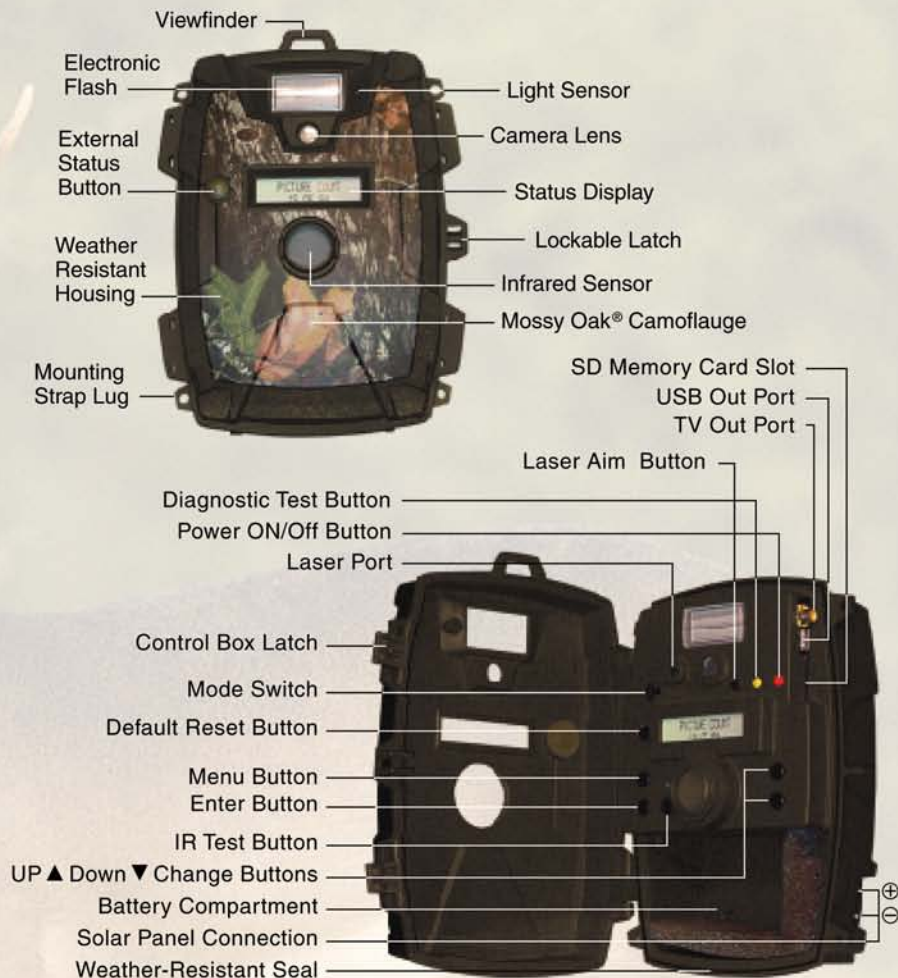 Viewfinder
Electronic
Flash
Light Sensor
Camera Lens
External
Status
Button
PICTURE COUNT
Status Display
Lockable Latch
Weather
Resistant
Housing
Infrared Sensor
Mossy Oak® Camoflauge
Mounting
Strap Lug
SD Memory Card Slot
USB Out Port
TV Out Port
Laser Aim Button
Diagnostic Test Button
Power ON/Off Button
Laser Port
Control Box Latch
Mode Switch
Default Reset Button
PICTURE COUNT
Menu Button
Enter Button
IR Test Button
UP ▲ Down ▼ Change Buttons
Battery Compartment
Solar Panel Connection
⊕
⊖
Weather-Resistant Seal